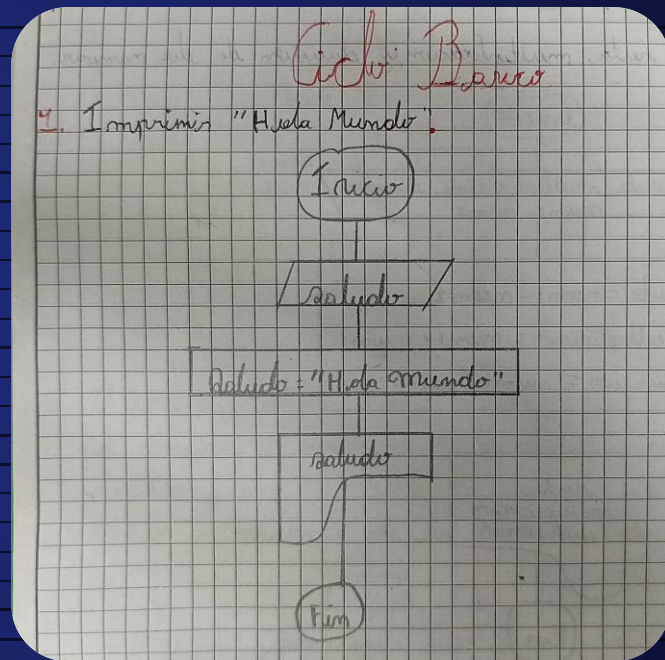 Ciclo Básico
1. Imprimir "Hola Mundo".
Inicio
saludo
Saludo = "Hola mundo"
saludo
Fin